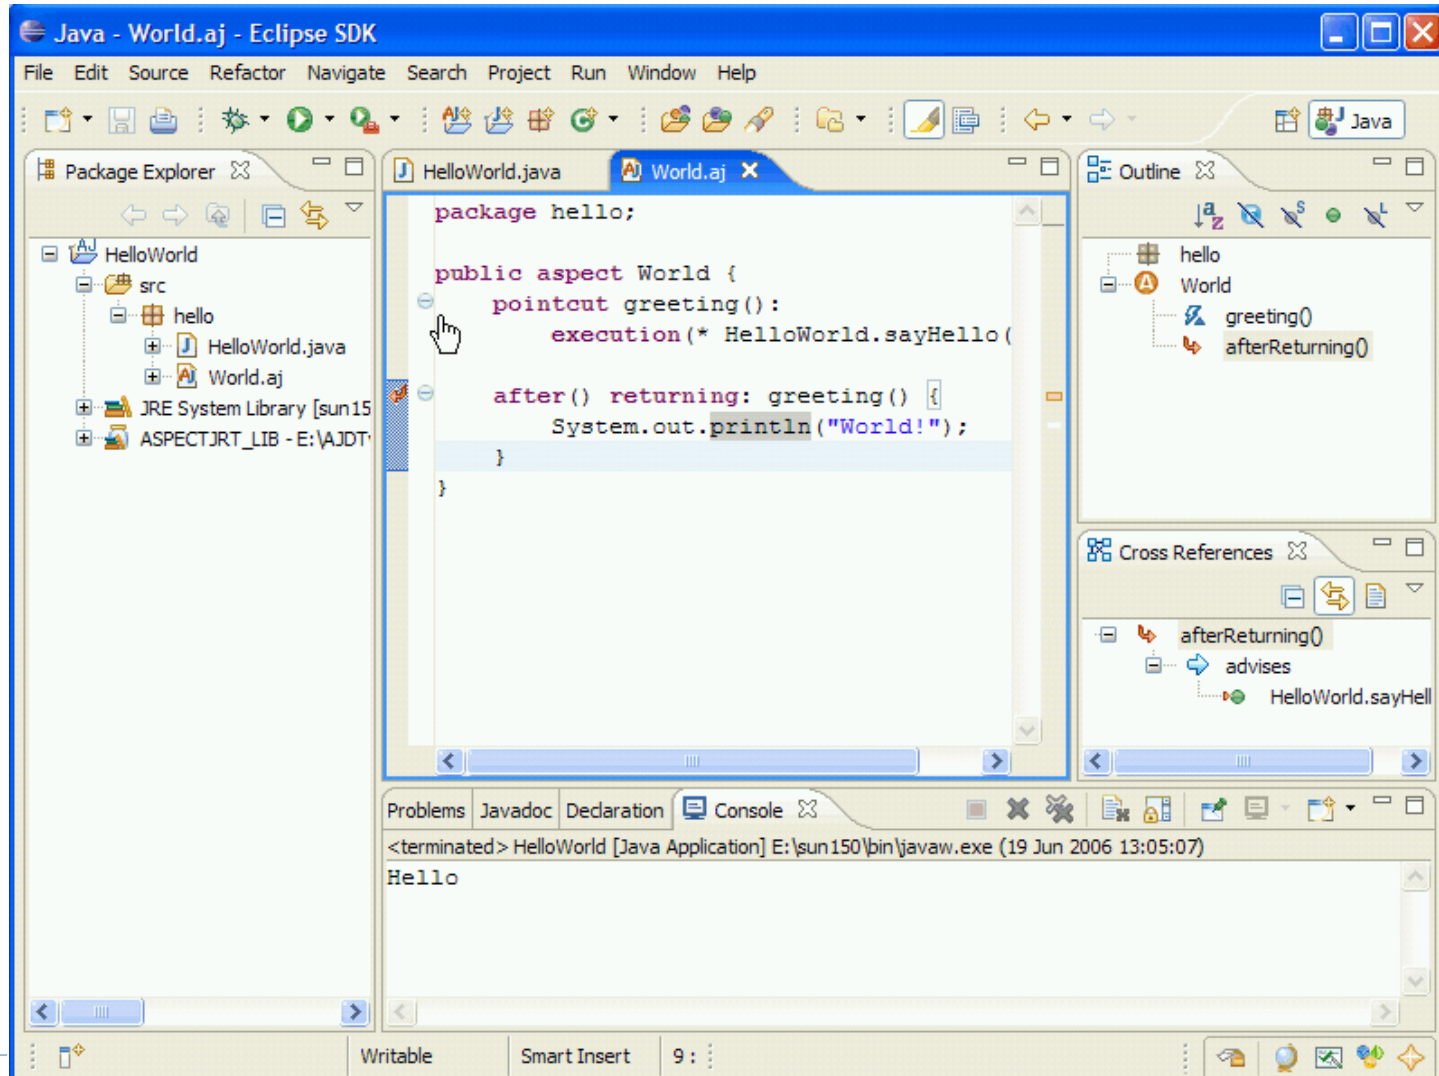 Java - World.aj - Eclipse SDK
File Edit Source Refactor Navigate Search Project Run Window Help
Java
Package Explorer
HelloWorld
src
hello
HelloWorld.java
World.aj
JRE System Library [sun15
ASPECTJRT_LIB - E:\AJDT
HelloWorld.java World.aj
package hello;
public aspect World {
pointcut greeting():
execution(* HelloWorld.sayHello(
after() returning: greeting() {
System.out.println("World!");
}
}
Outline
hello
World
greeting()
afterReturning()
Cross References
afterReturning()
advises
HelloWorld.sayHell
Problems Javadoc Declaration Console
<terminated> HelloWorld [Java Application] E:\sun150\bin\javaw.exe (19 Jun 2006 13:05:07)
Hello
Writable Smart Insert 9 :